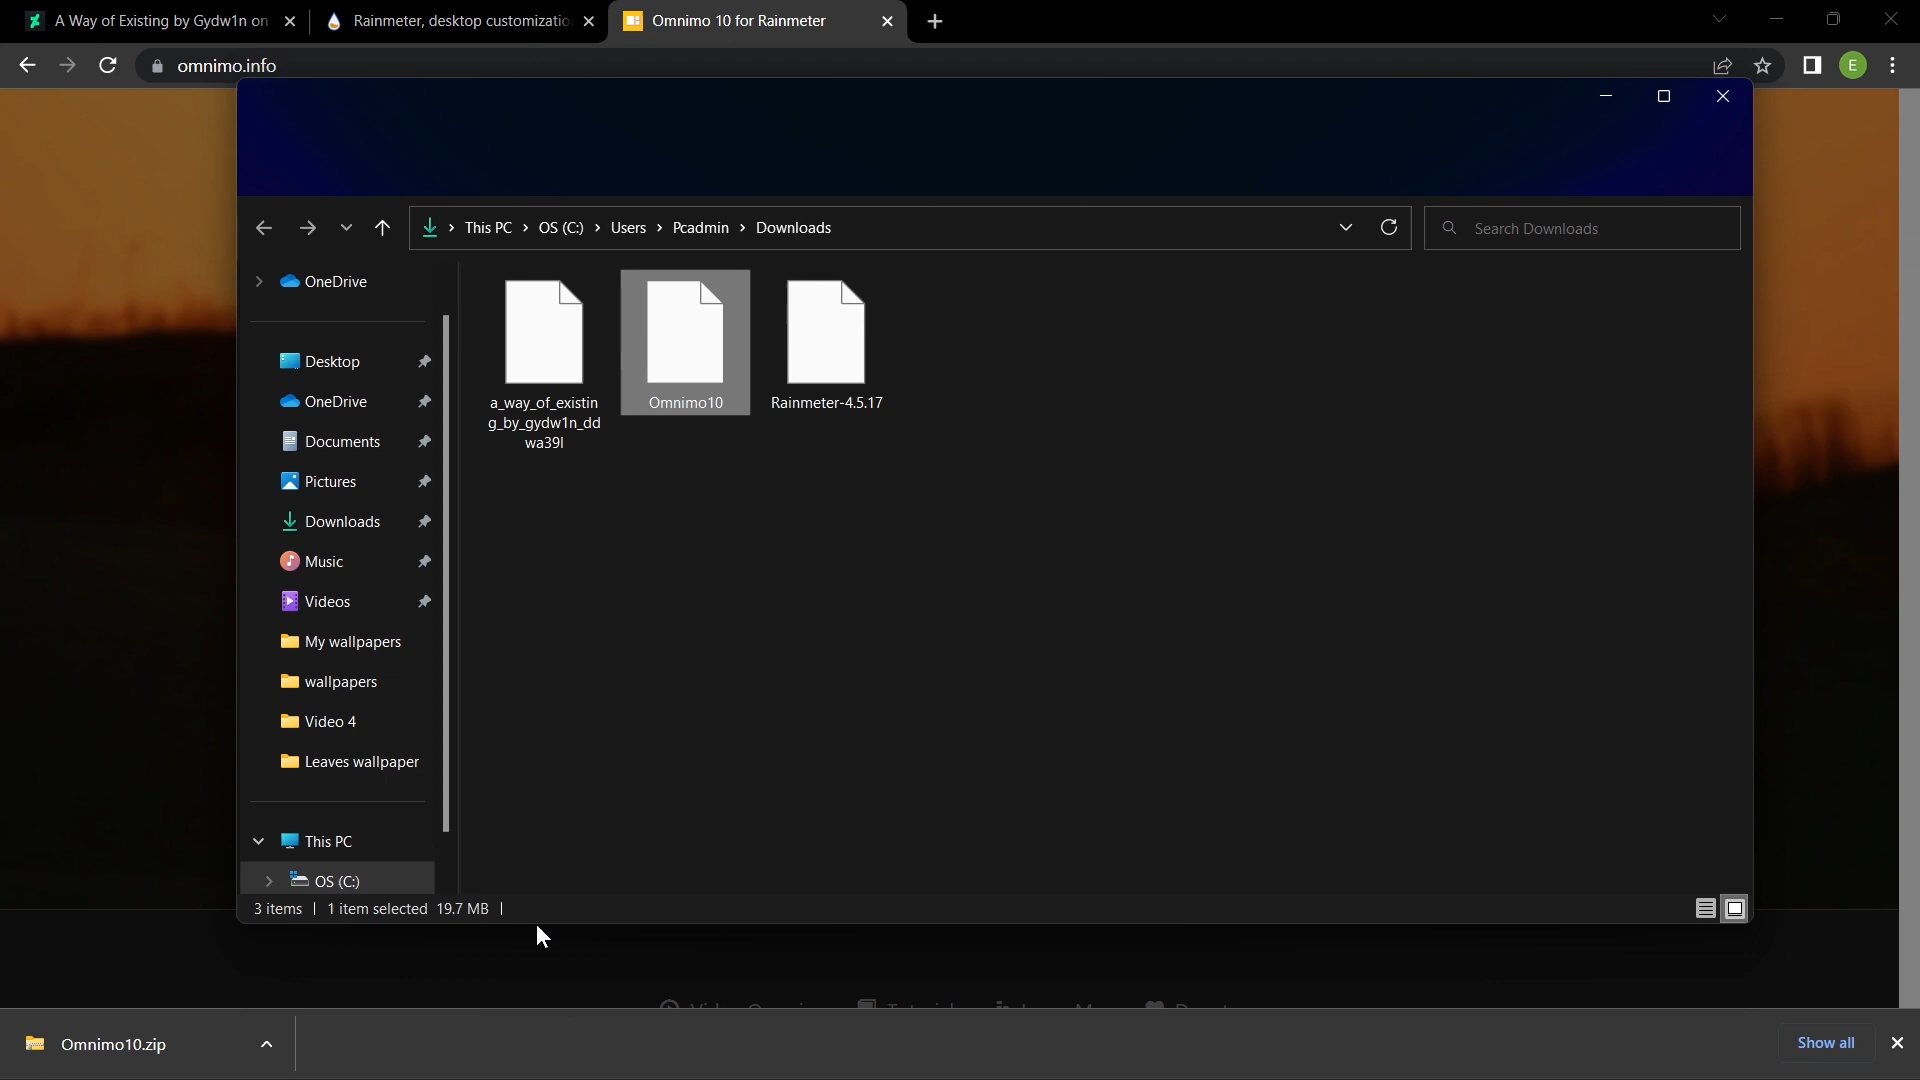 A Way of Existing by Gydw1n on
Rainmeter, desktop customizatio
Omnimo 10 for Rainmeter
omnimo.info
E
This PC > OS (C:) > Users > Pcadmin > Downloads
Search Downloads
OneDrive
Desktop
OneDrive
Documents
Pictures
Downloads
Music
Videos
My wallpapers
wallpapers
Video 4
Leaves wallpaper
This PC
OS (C:)
a_way_of_existin
g_by_gydw1n_dd
wa39l
Omnimo10
Rainmeter-4.5.17
3 items | 1 item selected 19.7 MB |
Omnimo10.zip
Show all